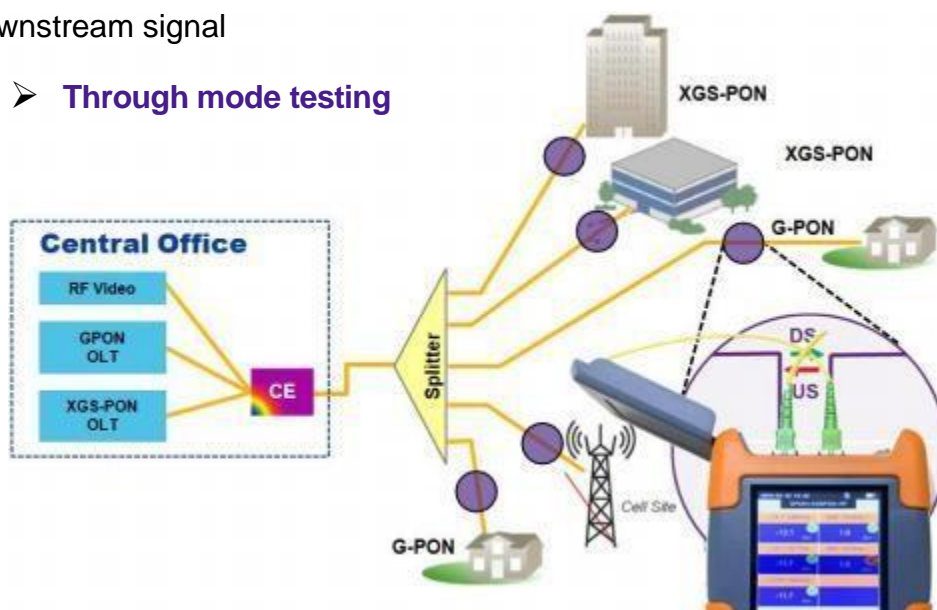 wnstream signal
➢ Through mode testing
XGS-PON
XGS-PON
Central Office
G-PON
RF Video
GPON
OLT
DS
CE
Splitter
US
XGS-PON
OLT
Cell Site
G-PON